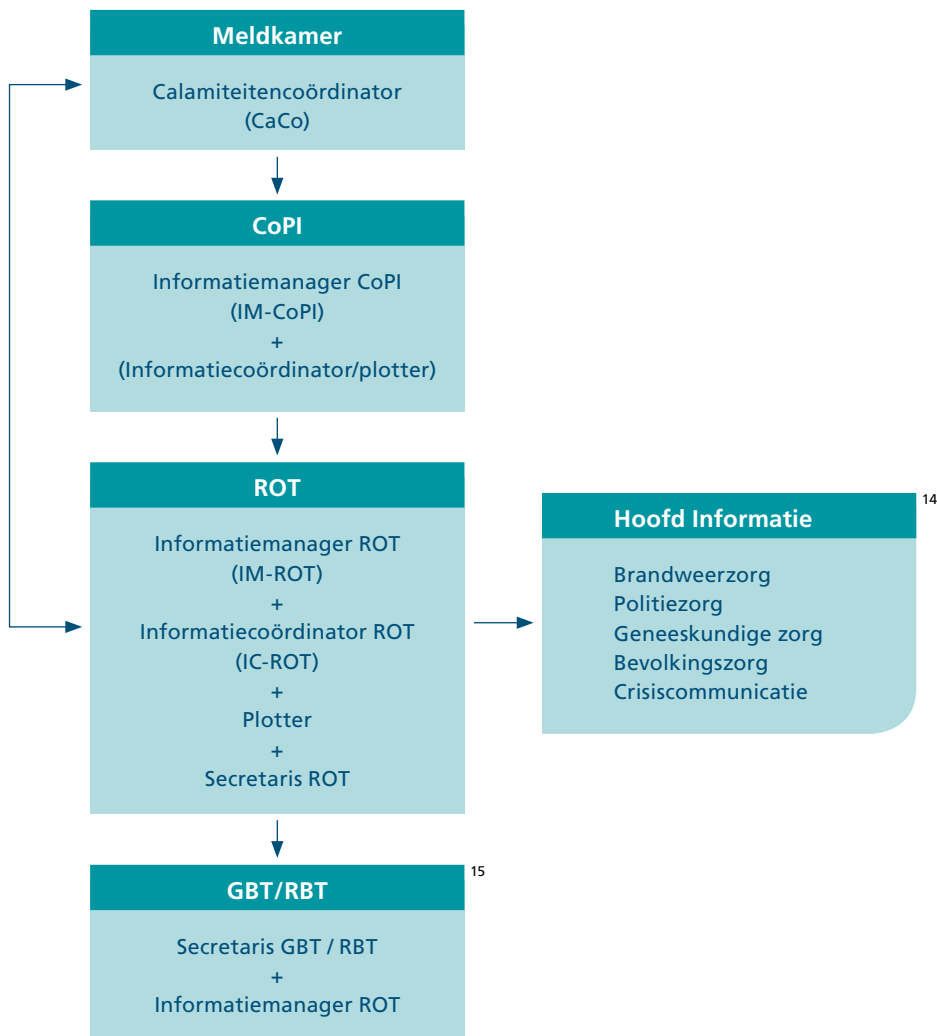 Meldkamer
Calamiteitencoördinator
(CaCo)
CoPI
Informatiemanager CoPI
(IM-CoPI)
+
(Informatiecoördinator/plotter)
ROT
Informatiemanager ROT
(IM-ROT)
+
Informatiecoördinator ROT
(IC-ROT)
+
Plotter
+
Secretaris ROT
Hoofd Informatie
14
Brandweerzorg
Politiezorg
Geneeskundige zorg
Bevolkingszorg
Crisiscommunicatie
GBT/RBT
15
Secretaris GBT / RBT
+
Informatiemanager ROT